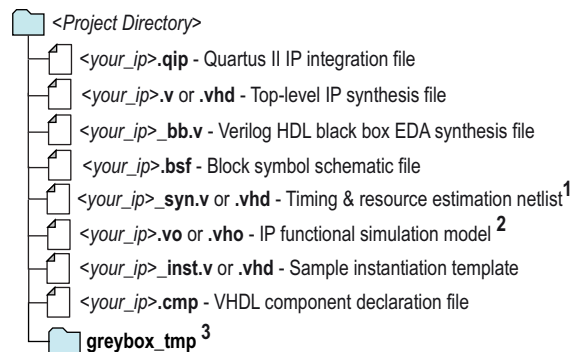 <Project Directory>
<your_ip>.qip - Quartus II IP integration file
<your_ip>.v or .vhd - Top-level IP synthesis file
<your_ip>_bb.v - Verilog HDL black box EDA synthesis file
<your_ip>.bsf - Block symbol schematic file
<your_ip>_syn.v or .vhd - Timing & resource estimation netlist1
<your_ip>.vo or .vho - IP functional simulation model 2
<your_ip>_inst.v or .vhd - Sample instantiation template
<your_ip>.cmp - VHDL component declaration file
greybox_tmp 3